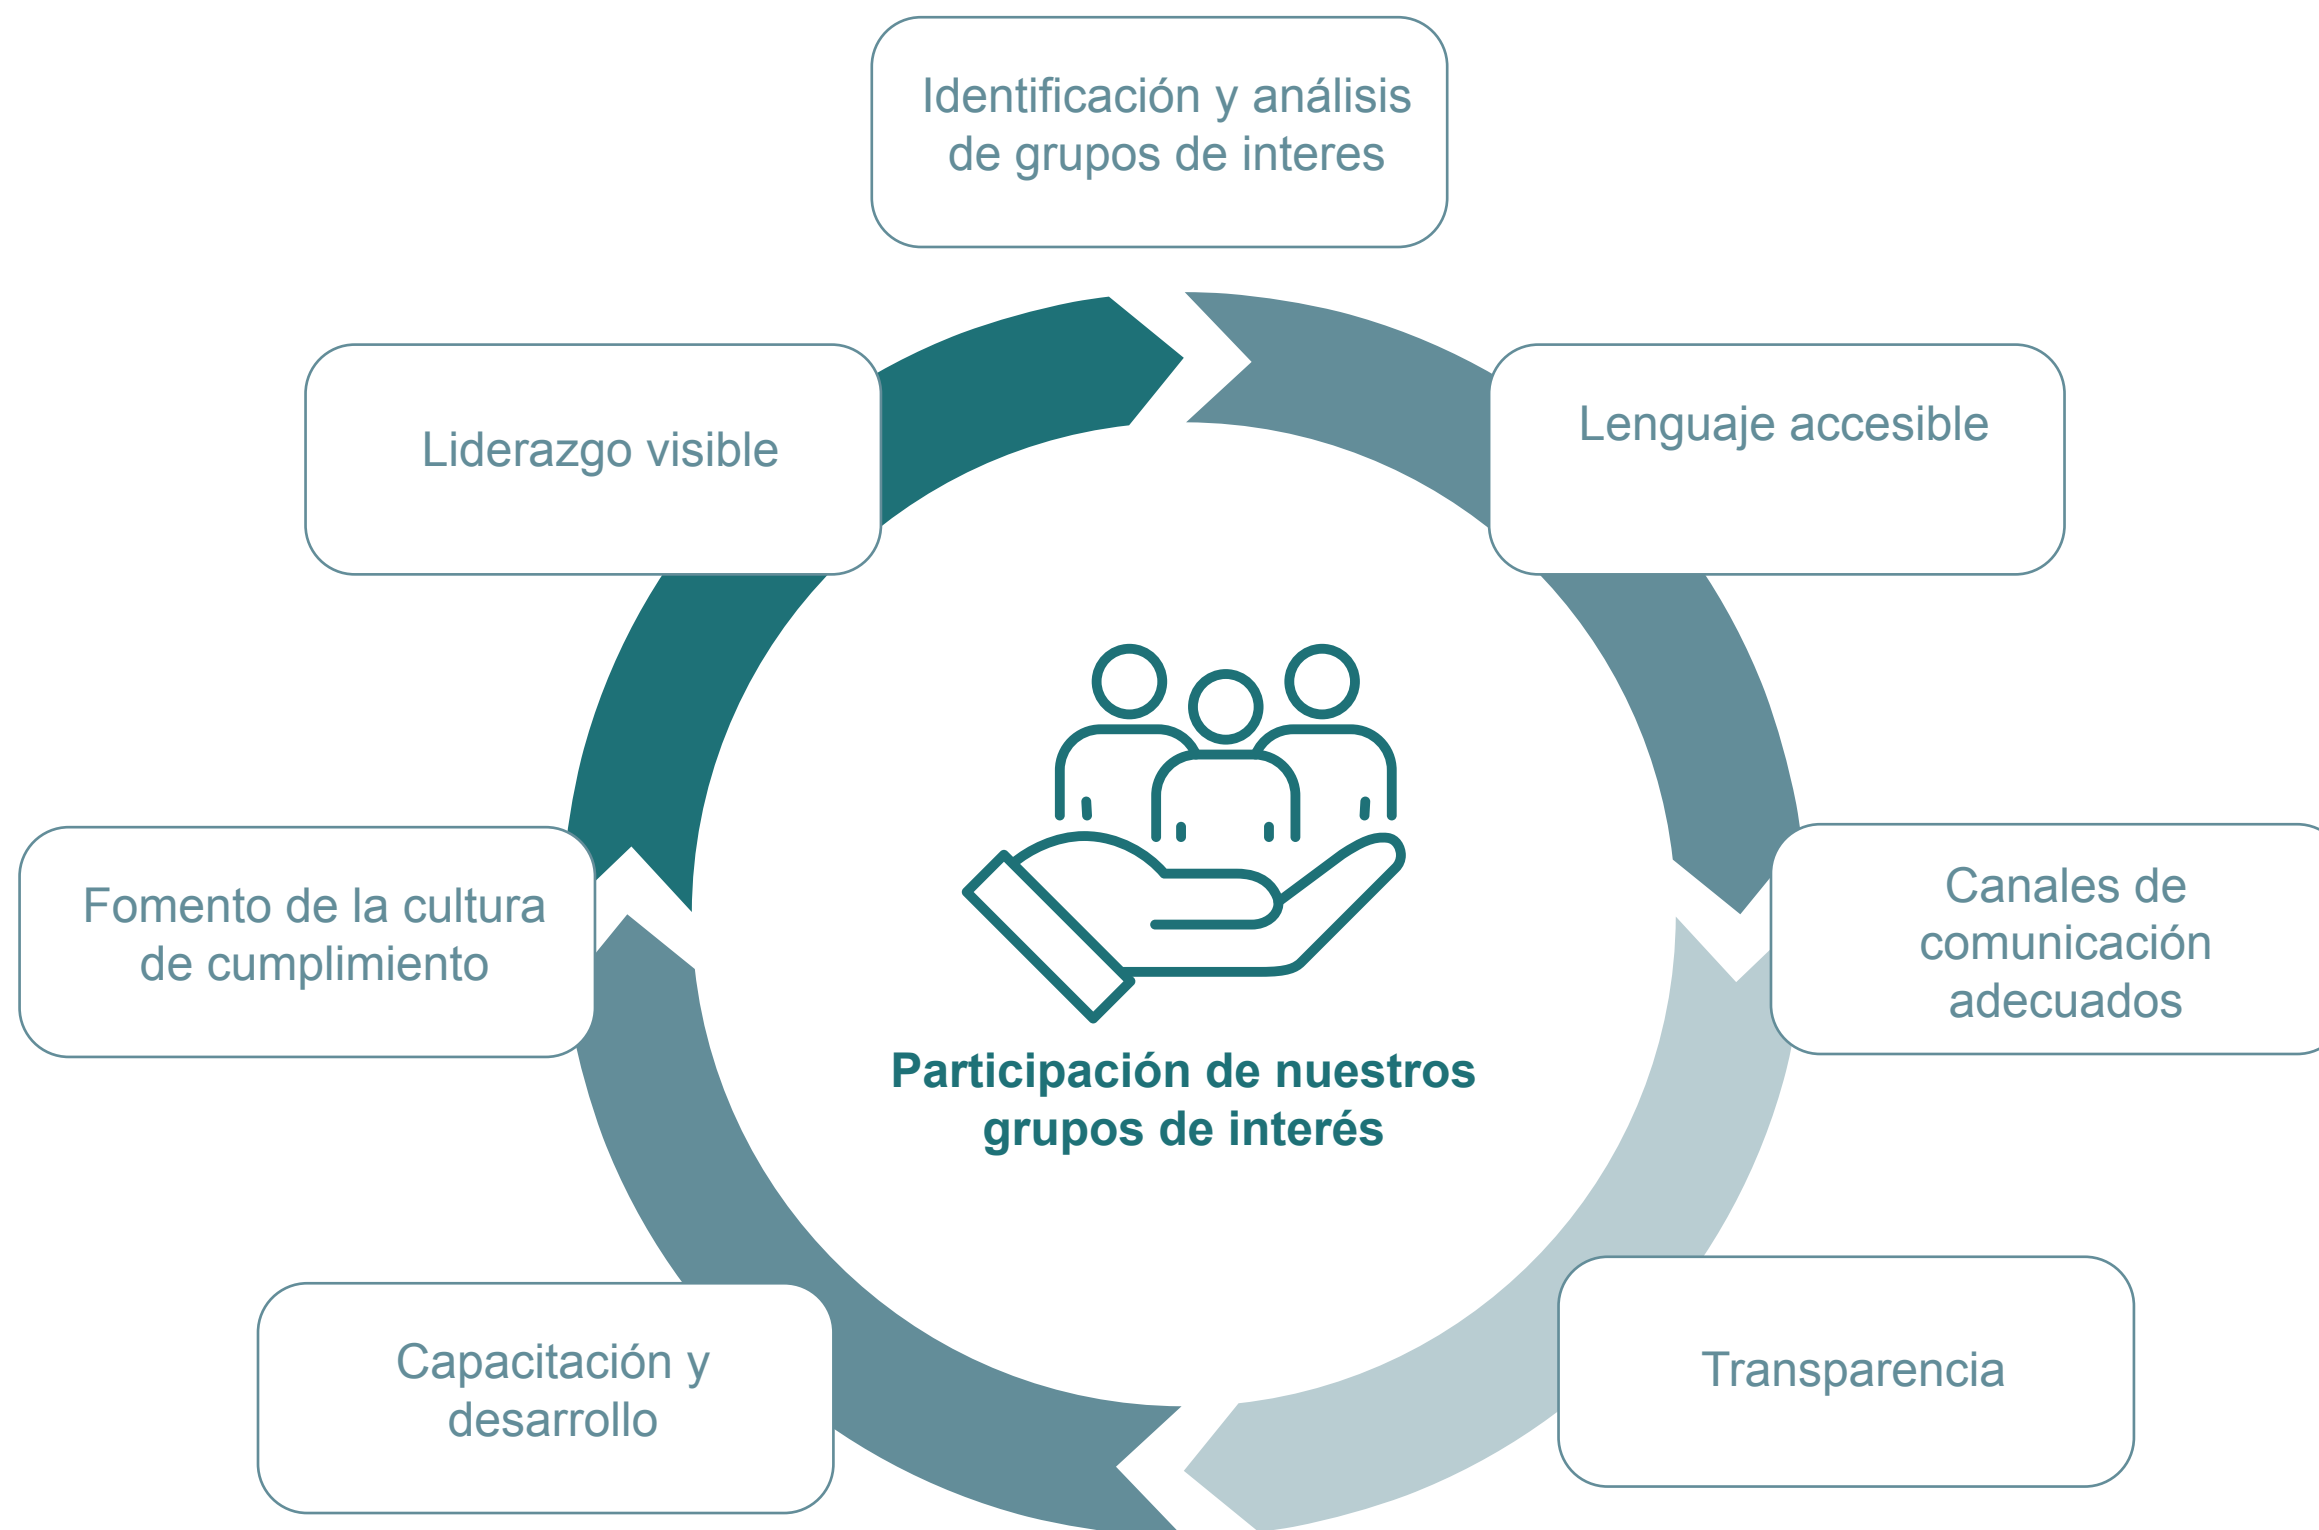 Identificación y análisis
de grupos de interes
Liderazgo visible
Lenguaje accesible
Fomento de la cultura
de cumplimiento
Canales de
comunicación
adecuados
Participación de nuestros
grupos de interés
Capacitación y
desarrollo
Transparencia